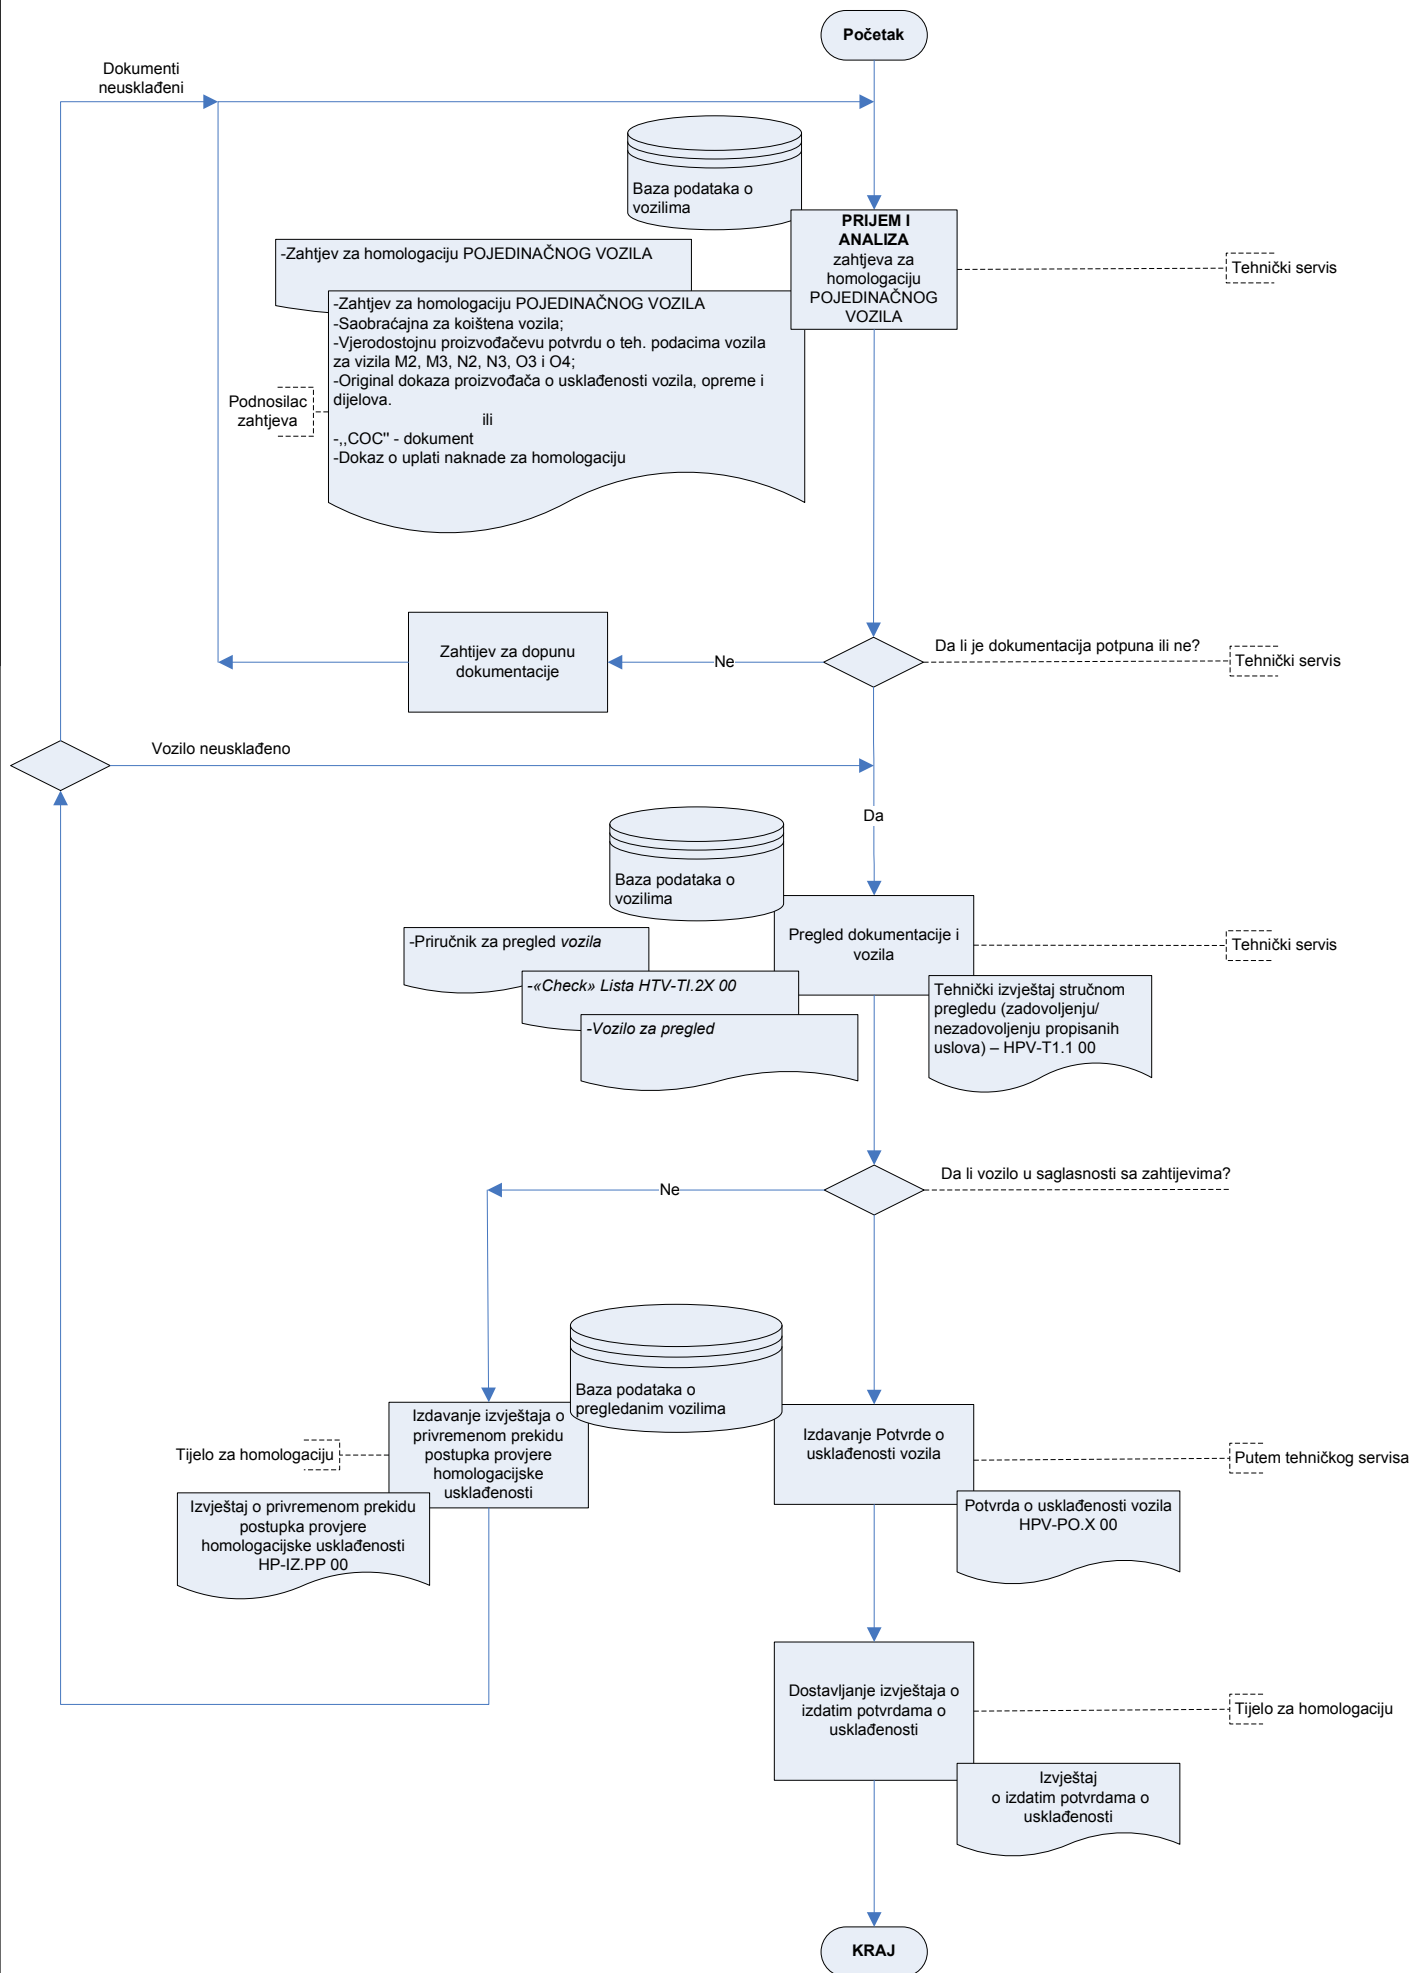 Početak
Dokumenti
neusklađeni
Baza podataka o
vozilima
PRIJEM I
ANALIZA
zahtjeva za
homologaciju
POJEDINAČNOG
VOZILA
Tehnički servis
-Zahtjev za homologaciju POJEDINAČNOG VOZILA
-Zahtjev za homologaciju POJEDINAČNOG VOZILA
-Saobraćajna za koištena vozila;
-Vjerodostojnu proizvođačevu potvrdu o teh. podacima vozila
za vizila M2, M3, N2, N3, O3 i O4;
-Original dokaza proizvođača o usklađenosti vozila, opreme i
dijelova.
ili
-,,COC" - dokument
-Dokaz o uplati naknade za homologaciju
Podnosilac
zahtjeva
Zahtijev za dopunu
dokumentacije
Ne
Da li je dokumentacija potpuna ili ne?
Tehnički servis
Vozilo neusklađeno
Da
Baza podataka o
vozilima
Pregled dokumentacije i
vozila
Tehnički servis
-Priručnik za pregled vozila
-«Check» Lista HTV-TI.2X 00
-Vozilo za pregled
Tehnički izvještaj stručnom
pregledu (zadovoljenju/
nezadovoljenju propisanih
uslova) – HPV-T1.1 00
Da li vozilo u saglasnosti sa zahtijevima?
Ne
Baza podataka o
pregledanim vozilima
Izdavanje izvještaja o
privremenom prekidu
postupka provjere
homologacijske
usklađenosti
Tijelo za homologaciju
Izvještaj o privremenom prekidu
postupka provjere
homologacijske usklađenosti
HP-IZ.PP 00
Izdavanje Potvrde o
usklađenosti vozila
Putem tehničkog servisa
Potvrda o usklađenosti vozila
HPV-PO.X 00
Dostavljanje izvještaja o
izdatim potvrdama o
usklađenosti
Tijelo za homologaciju
Izvještaj
o izdatim potvrdama o
usklađenosti
KRAJ